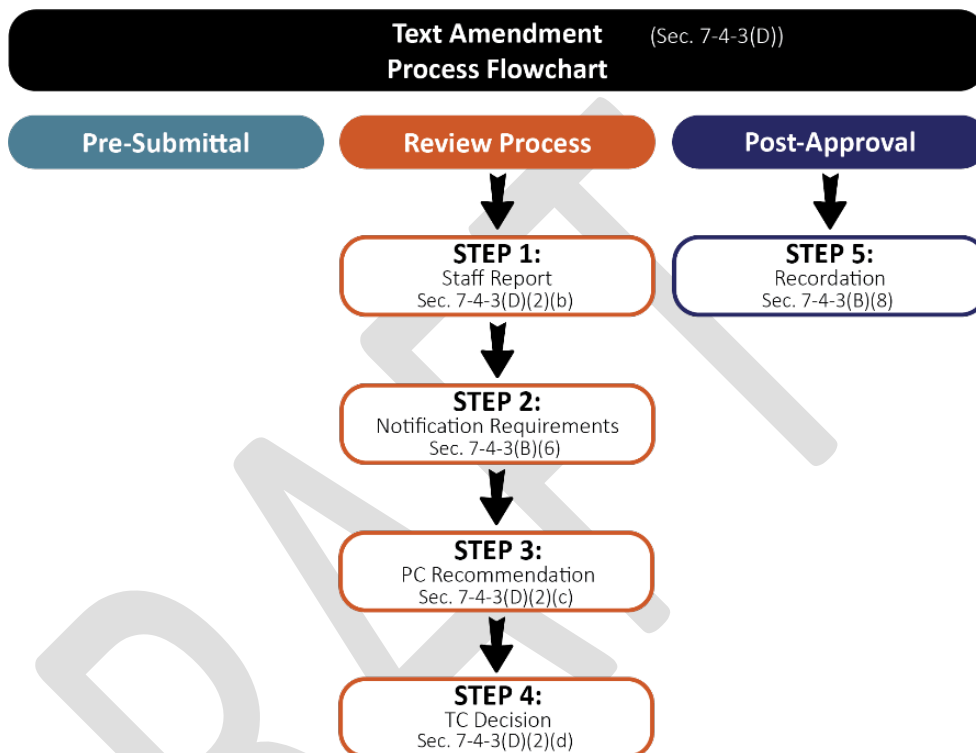 Text Amendment (Sec. 7-4-3(D))
Process Flowchart
Pre-Submittal
Review Process
Post-Approval
STEP 1:
Staff Report
Sec. 7-4-3(D)(2)(b)
STEP 5:
Recordation
Sec. 7-4-3(B)(8)
STEP 2:
Notification Requirements
Sec. 7-4-3(B)(6)
STEP 3:
PC Recommendation
Sec. 7-4-3(D)(2)(c)
STEP 4:
TC Decision
Sec. 7-4-3(D)(2)(d)
DRAFT